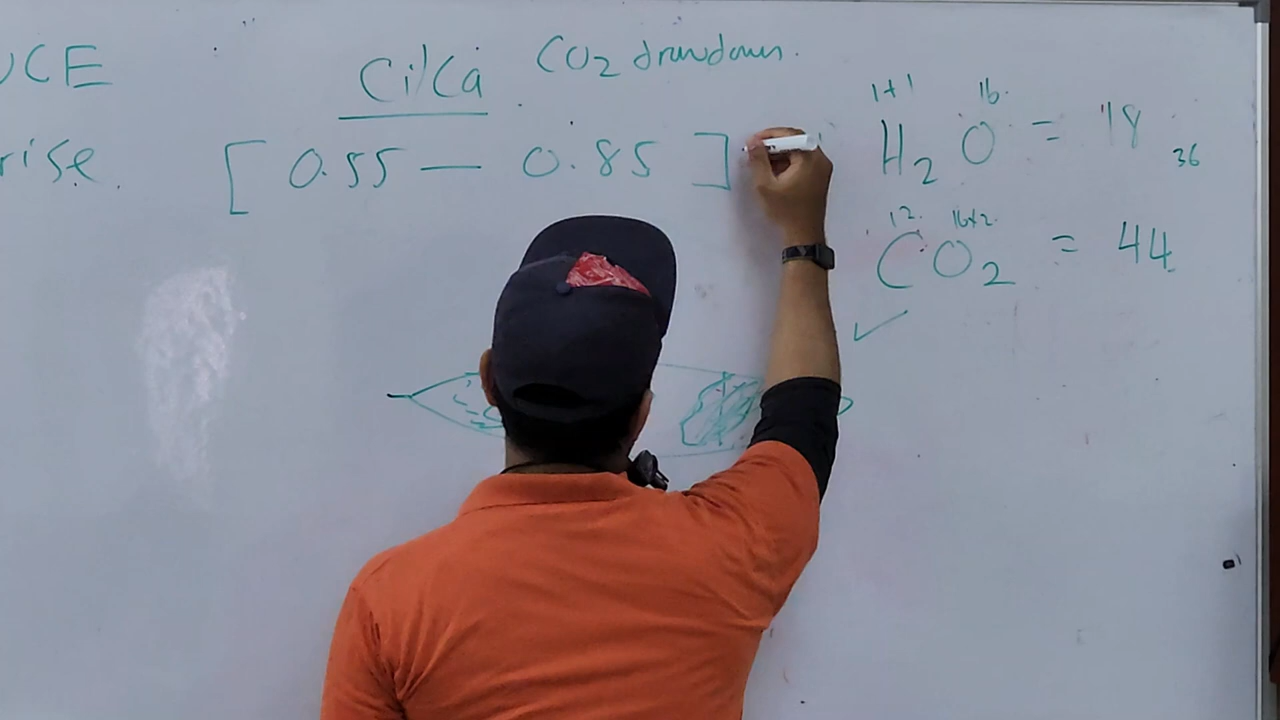 UCE
Ci/Ca CO2 drawdown.
rise. [0.55 — 0.85]
1+1 16.
H2O = 18
36
12. 16x2.
CO2 = 44